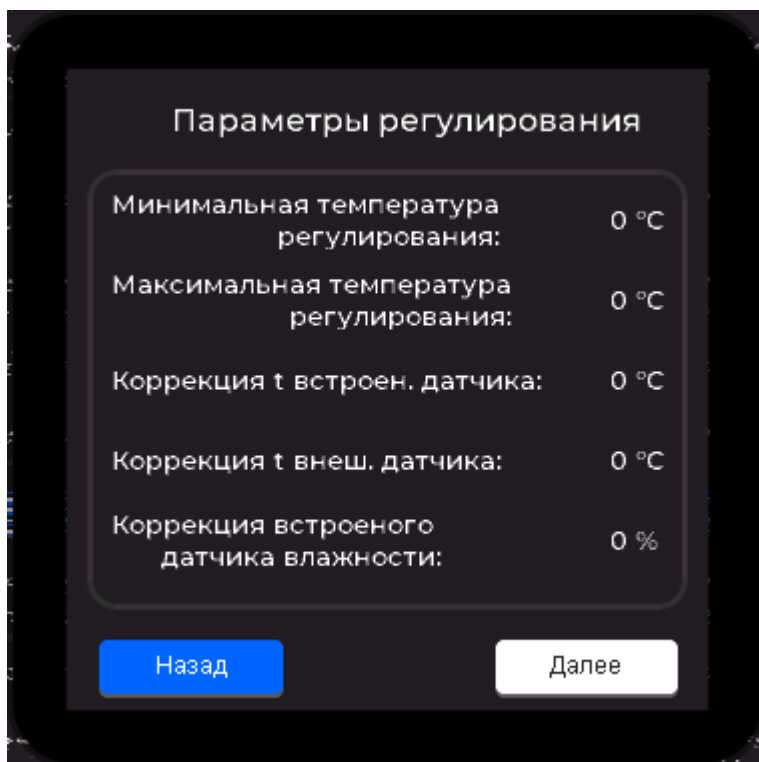 Параметры регулирования
Минимальная температура
регулирования:
0 °C
Максимальная температура
регулирования:
0 °C
Коррекция t встроен. датчика:
0 °C
Коррекция t внеш. датчика:
0 °C
Коррекция встроеного
датчика влажности:
0 %
Назад
Далее